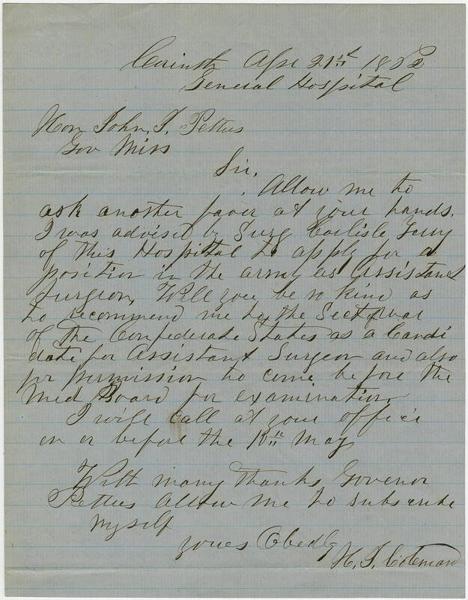 Corinth Apr 21st 1862
General Hospital
Hon John J. Pettus
Gov Miss
Sir,
Allow me to
ask another favor at your hands.
I was advised by Surg Carlisle Terry
of this Hospital to apply for a
position in the army as Assistant
Surgeon, Will you be so kind as
to recommend me to the Sect of War
of the Confederate States as a Candi
date for Assistant Surgeon and also
for permission to come before the
Med Board for examination
I will call at your office
on or before the 10th May
With many thanks, Govenor
Pettus allow me to subscribe
myself
yours Obedly
Coleman